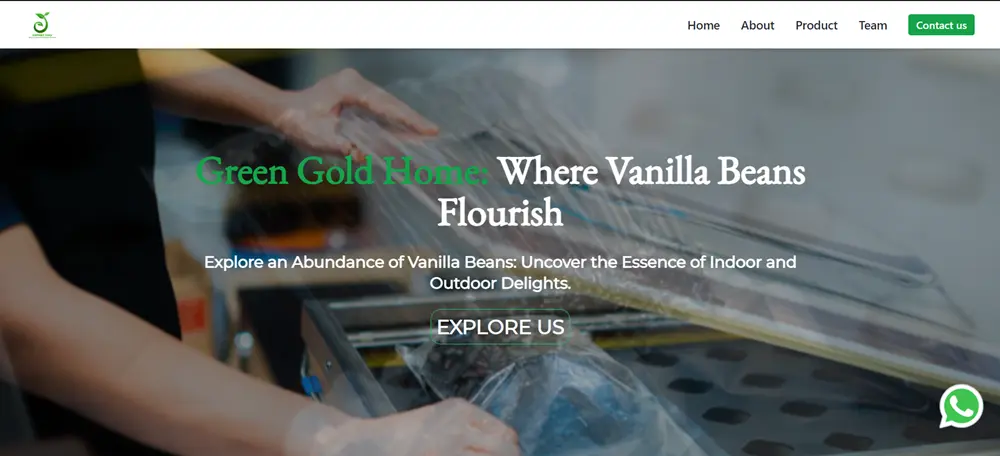 Home
About
Product
Team
Contact us
Green Gold Home: Where Vanilla Beans
Flourish
Explore an Abundance of Vanilla Beans: Uncover the Essence of Indoor and
Outdoor Delights.
EXPLORE US